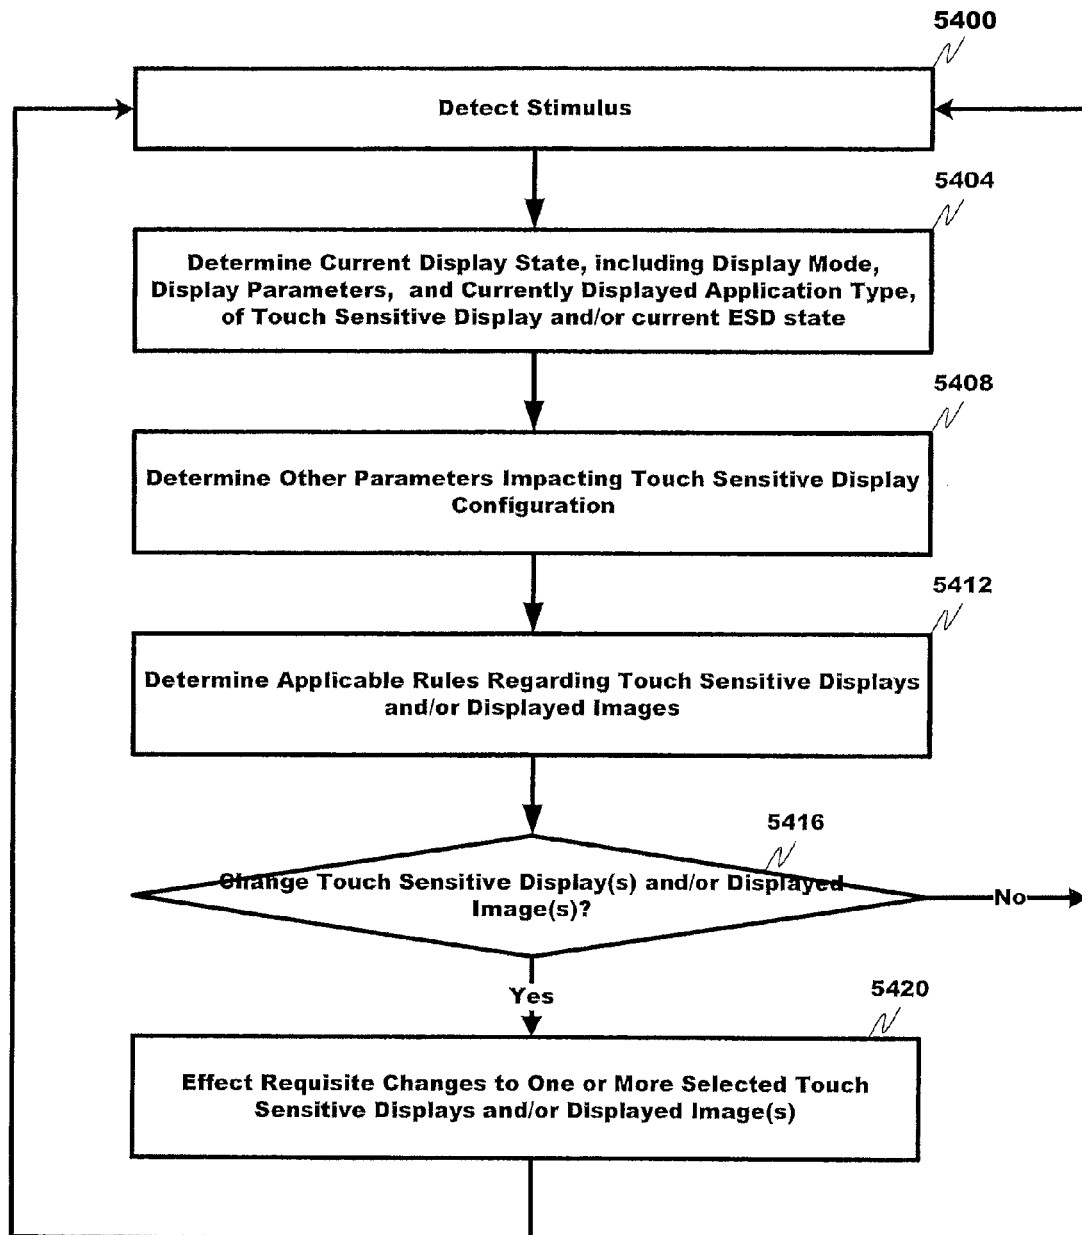 5400
Detect Stimulus
5404
Determine Current Display State, including Display Mode,
Display Parameters, and Currently Displayed Application Type,
of Touch Sensitive Display and/or current ESD state
5408
Determine Other Parameters Impacting Touch Sensitive Display
Configuration
5412
Determine Applicable Rules Regarding Touch Sensitive Displays
and/or Displayed Images
5416
Change Touch Sensitive Display(s) and/or Displayed
Image(s)?
No
Yes
5420
Effect Requisite Changes to One or More Selected Touch
Sensitive Displays and/or Displayed Image(s)